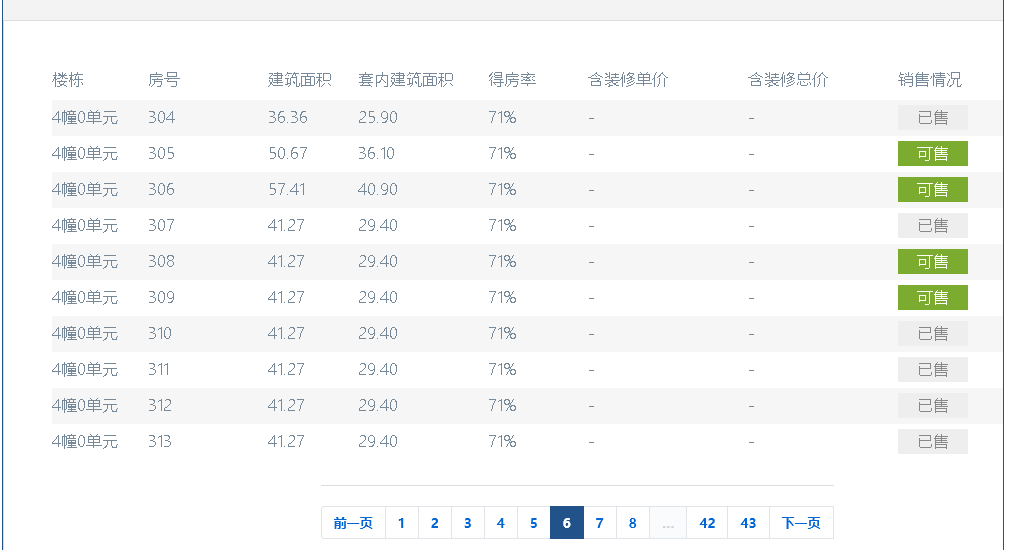 楼栋 房号 建筑面积 套内建筑面积 得房率 含装修单价 含装修总价 销售情况
4幢0单元 304 36.36 25.90 71% - - 已售
4幢0单元 305 50.67 36.10 71% - - 可售
4幢0单元 306 57.41 40.90 71% - - 可售
4幢0单元 307 41.27 29.40 71% - - 已售
4幢0单元 308 41.27 29.40 71% - - 可售
4幢0单元 309 41.27 29.40 71% - - 可售
4幢0单元 310 41.27 29.40 71% - - 已售
4幢0单元 311 41.27 29.40 71% - - 已售
4幢0单元 312 41.27 29.40 71% - - 已售
4幢0单元 313 41.27 29.40 71% - - 已售
前一页 1 2 3 4 5 6 7 8 ... 42 43 下一页